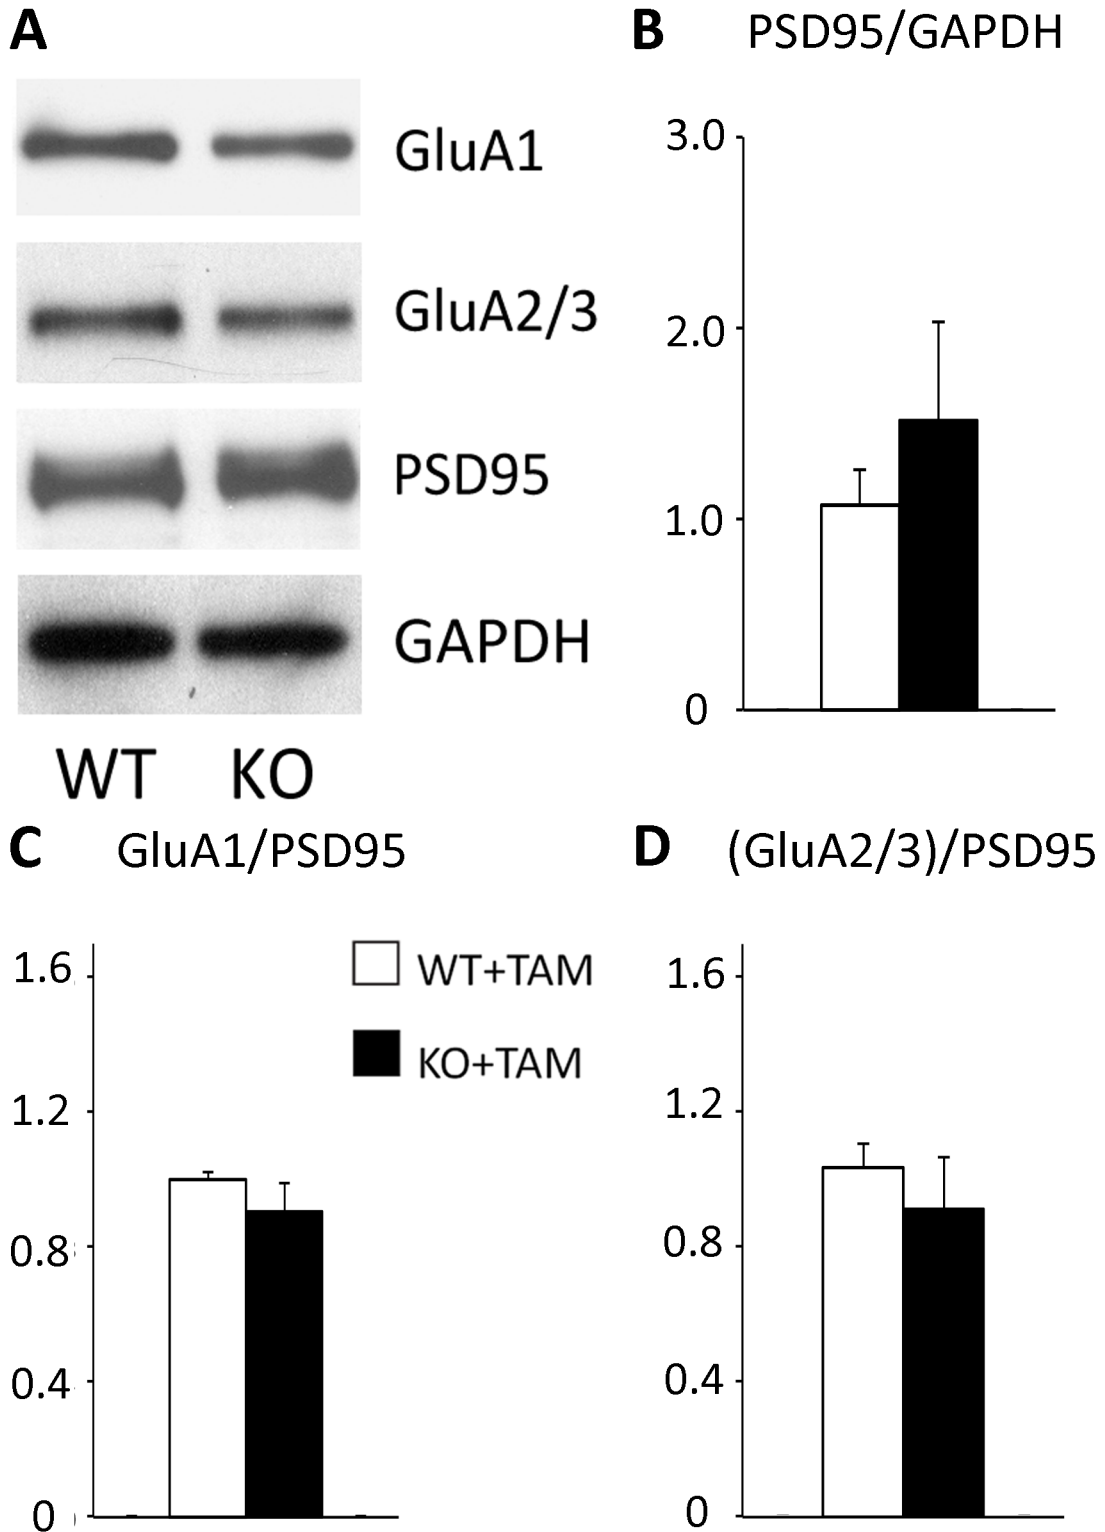 A
GluA1
GluA2/3
PSD95
GAPDH
WT KO
B PSD95/GAPDH
3.0
2.0
1.0
0
C GluA1/PSD95
1.6
1.2
0.8
0.4
0
WT+TAM
KO+TAM
D (GluA2/3)/PSD95
1.6
1.2
0.8
0.4
0